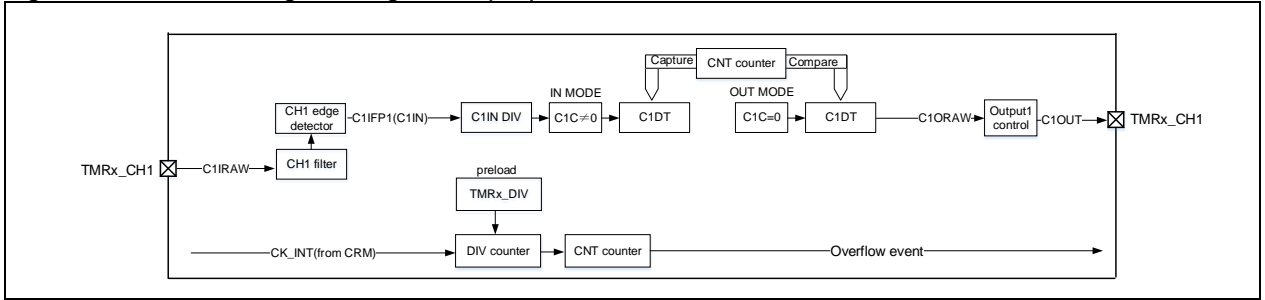 Capture
CNT counter
Compare
IN MODE
OUT MODE
CH1 edge
detector
C1IFP1(C1IN)
C1IN DIV
C1C≠0
C1DT
C1C=0
C1DT
C1ORAW
Output1
control
C1OUT
TMRx_CH1
TMRx_CH1
C1IRAW
CH1 filter
preload
TMRx_DIV
CK_INT(from CRM)
DIV counter
CNT counter
Overflow event